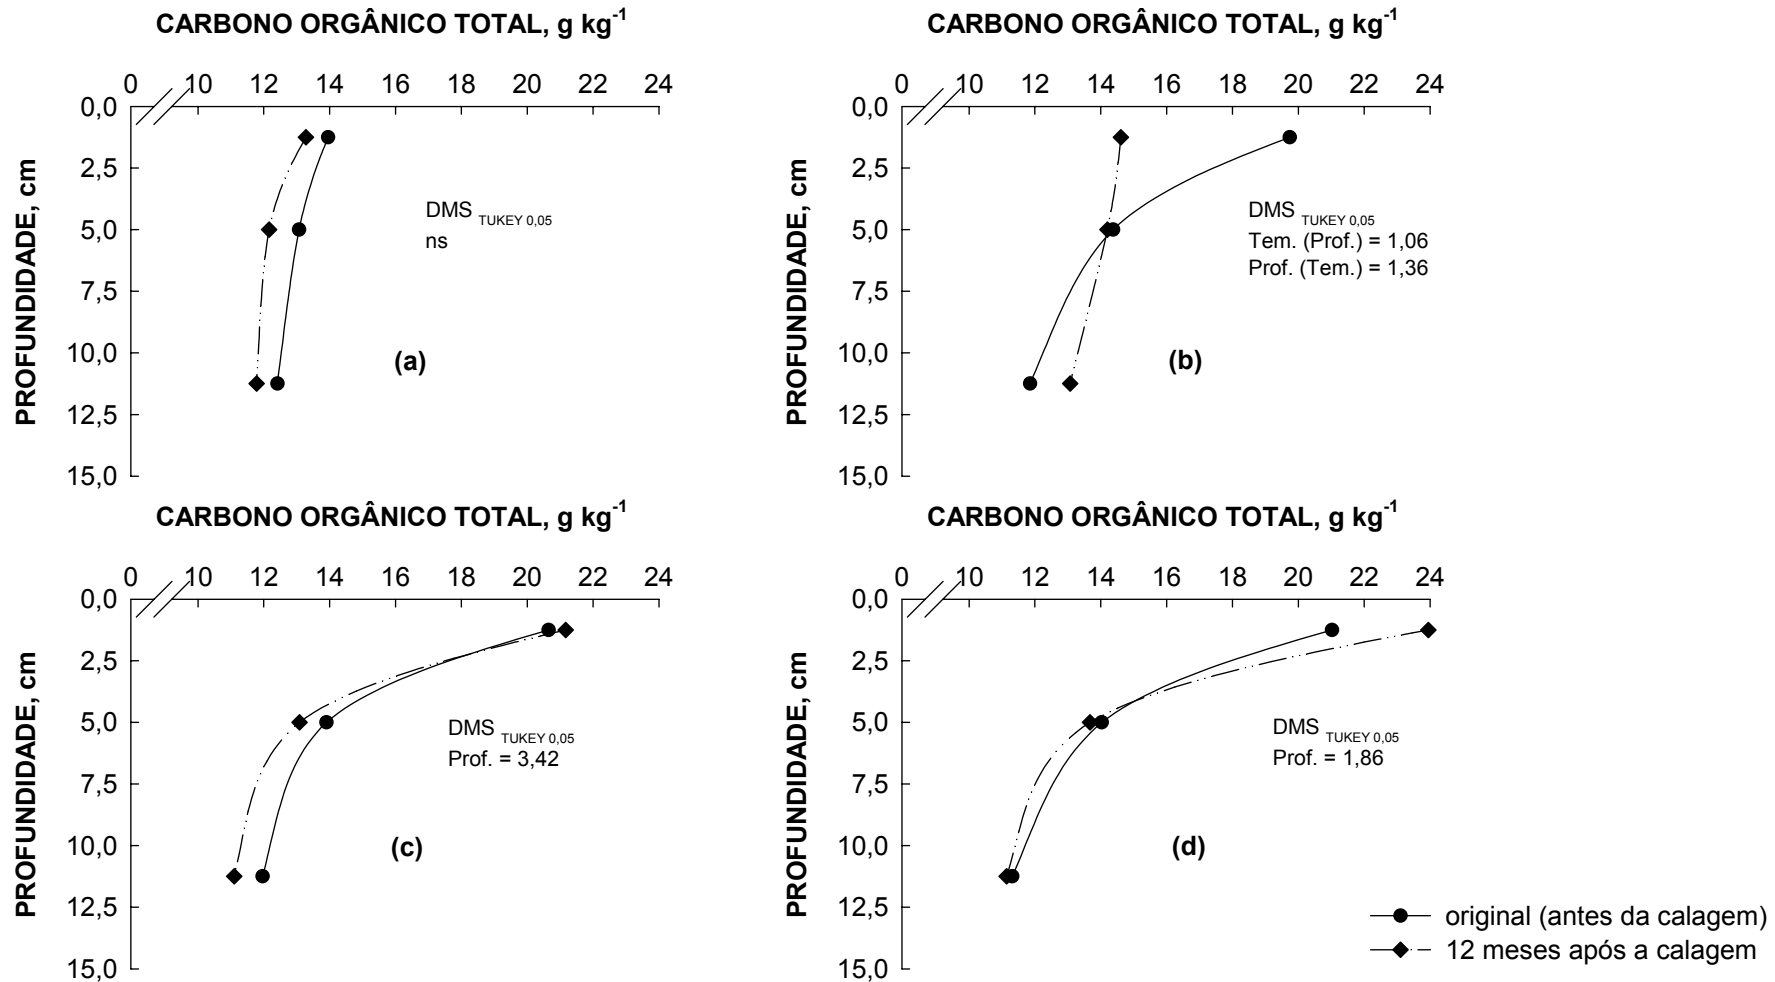 CARBONO ORGÂNICO TOTAL, g kg⁻¹
0 10 12 14 16 18 20 22 24
PROFUNDIDADE, cm
0,0
2,5
5,0
7,5
10,0
12,5
15,0
DMS TUKEY 0,05
ns
(a)
CARBONO ORGÂNICO TOTAL, g kg⁻¹
0 10 12 14 16 18 20 22 24
PROFUNDIDADE, cm
0,0
2,5
5,0
7,5
10,0
12,5
15,0
DMS TUKEY 0,05
Tem. (Prof.) = 1,06
Prof. (Tem.) = 1,36
(b)
CARBONO ORGÂNICO TOTAL, g kg⁻¹
0 10 12 14 16 18 20 22 24
PROFUNDIDADE, cm
0,0
2,5
5,0
7,5
10,0
12,5
15,0
DMS TUKEY 0,05
Prof. = 3,42
(c)
CARBONO ORGÂNICO TOTAL, g kg⁻¹
0 10 12 14 16 18 20 22 24
PROFUNDIDADE, cm
0,0
2,5
5,0
7,5
10,0
12,5
15,0
DMS TUKEY 0,05
Prof. = 1,86
(d)
original (antes da calagem)
12 meses após a calagem